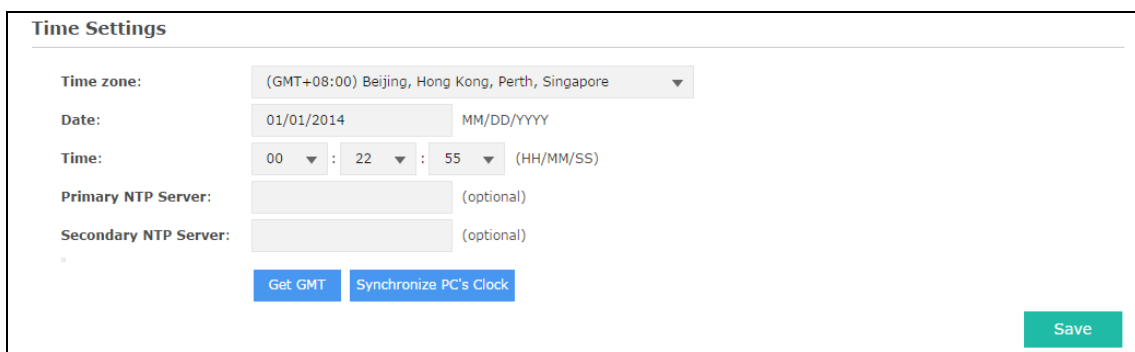 Time Settings
Time zone: (GMT+08:00) Beijing, Hong Kong, Perth, Singapore
Date: 01/01/2014 MM/DD/YYYY
Time: 00 : 22 : 55 (HH/MM/SS)
Primary NTP Server: (optional)
Secondary NTP Server: (optional)
Get GMT Synchronize PC's Clock
Save